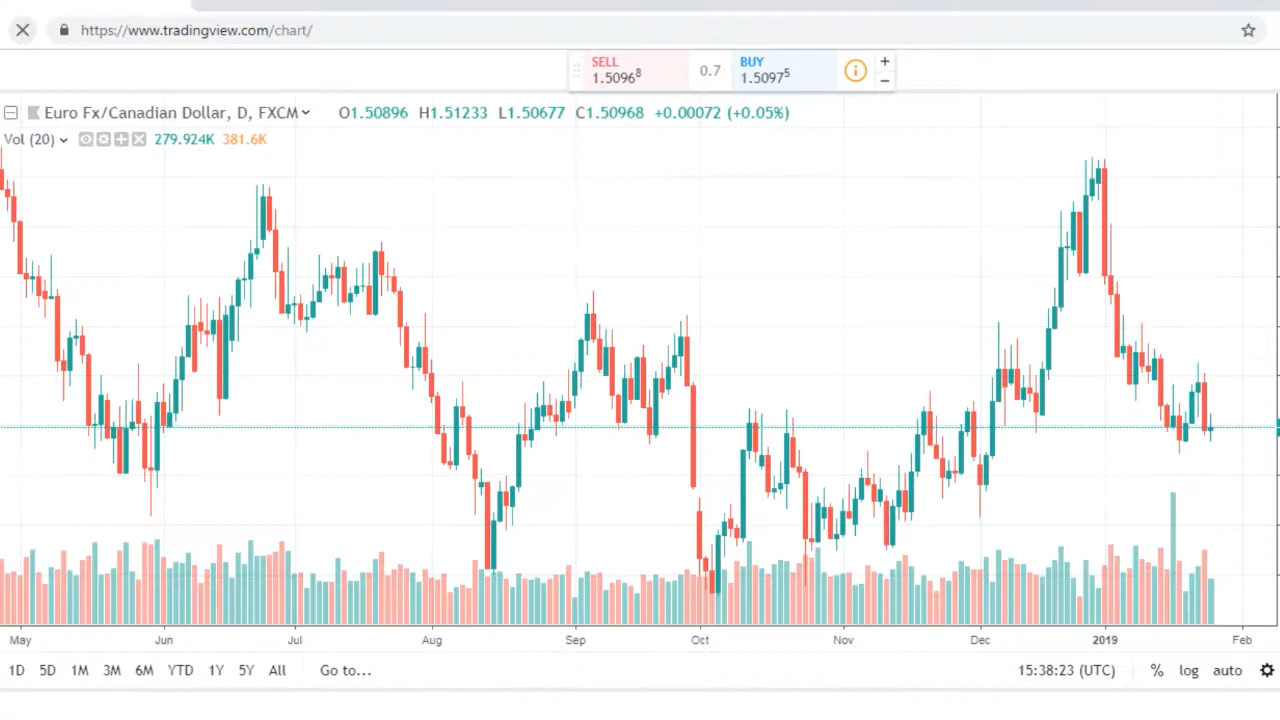 https://www.tradingview.com/chart/
SELL
1.50968
0.7
BUY
1.50975
+
−
Euro Fx/Canadian Dollar, D, FXCM O1.50896 H1.51233 L1.50677 C1.50968 +0.00072 (+0.05%)
Vol (20) 279.924K 381.6K
May Jun Jul Aug Sep Oct Nov Dec 2019 Feb
1D 5D 1M 3M 6M YTD 1Y 5Y All Go to... 15:38:23 (UTC) % log auto